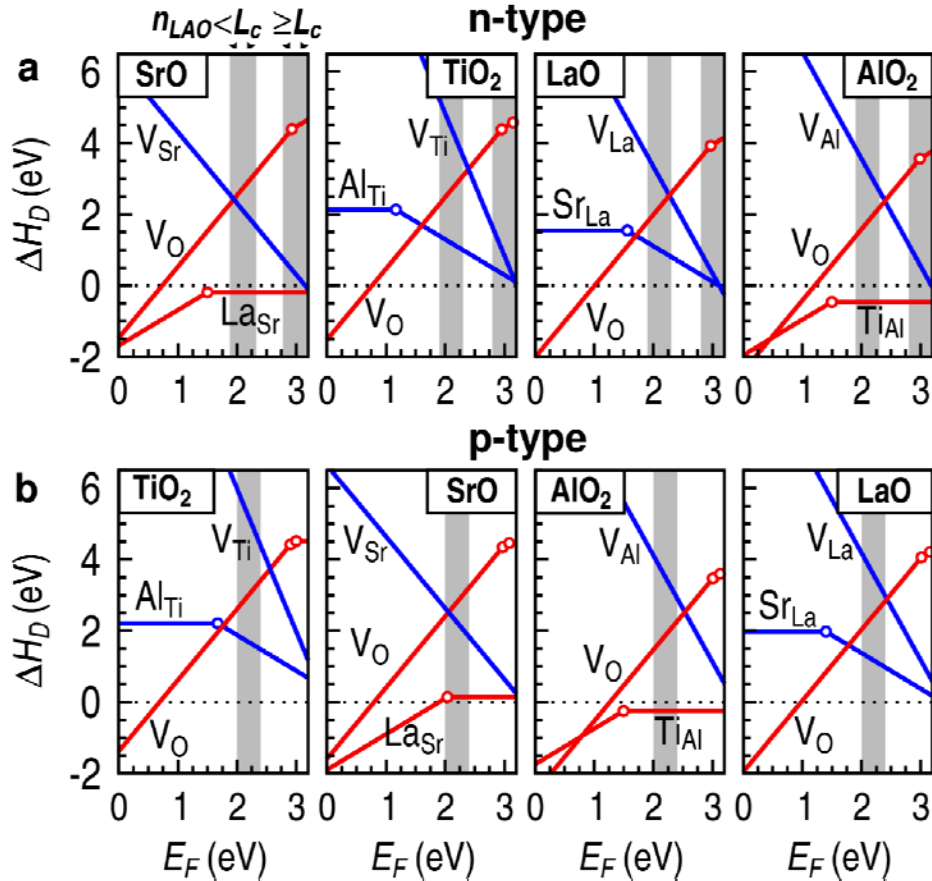 n_LAO<L_c ≥L_c n-type
a
SrO TiO₂ LaO AlO₂
ΔH_D (eV)
6
4
2
0
-2
V_Sr V_O La_Sr
Al_Ti V_Ti V_O
V_La Sr_La V_O
V_Al V_O Ti_Al
0 1 2 3 0 1 2 3 0 1 2 3 0 1 2 3
p-type
b
TiO₂ SrO AlO₂ LaO
ΔH_D (eV)
6
4
2
0
-2
V_Ti Al_Ti V_O
V_Sr V_O La_Sr
V_Al V_O Ti_Al
V_La Sr_La V_O
0 1 2 3 0 1 2 3 0 1 2 3 0 1 2 3
E_F (eV) E_F (eV) E_F (eV) E_F (eV)